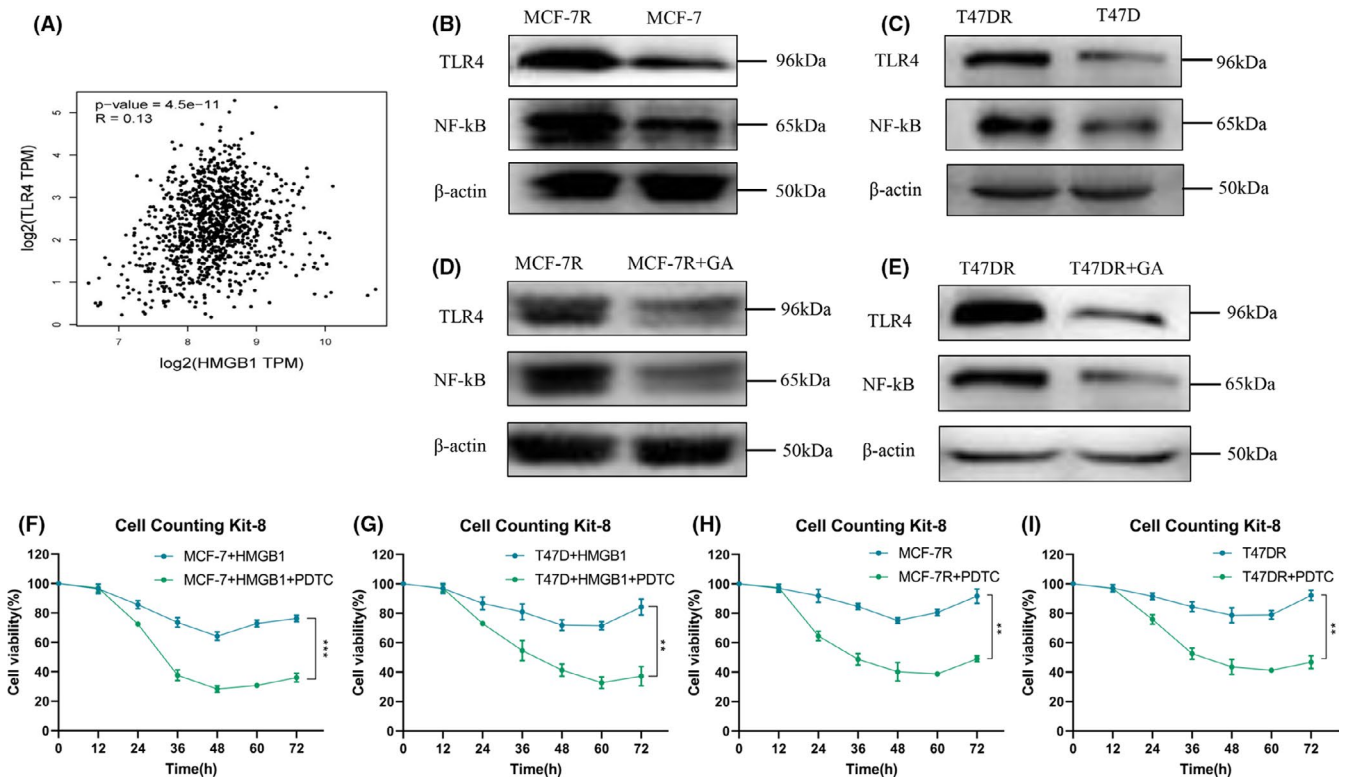 (A)
p-value = 4.5e-11
R = 0.13
log2(TLR4 TPM)
0 1 2 3 4 5
7 8 9 10
log2(HMGB1 TPM)
(B)
MCF-7R MCF-7
TLR4 96kDa
NF-kB 65kDa
β-actin 50kDa
(C)
T47DR T47D
TLR4 96kDa
NF-kB 65kDa
β-actin 50kDa
(D)
MCF-7R MCF-7R+GA
TLR4 96kDa
NF-kB 65kDa
β-actin 50kDa
(E)
T47DR T47DR+GA
TLR4 96kDa
NF-kB 65kDa
β-actin 50kDa
(F)
Cell Counting Kit-8
MCF-7+HMGB1
MCF-7+HMGB1+PDTC
Cell viability(%)
120
100
80
60
40
20
0
***
0 12 24 36 48 60 72
Time(h)
(G)
Cell Counting Kit-8
T47D+HMGB1
T47D+HMGB1+PDTC
Cell viability(%)
120
100
80
60
40
20
0
**
0 12 24 36 48 60 72
Time(h)
(H)
Cell Counting Kit-8
MCF-7R
MCF-7R+PDTC
Cell viability(%)
120
100
80
60
40
20
0
**
0 12 24 36 48 60 72
Time(h)
(I)
Cell Counting Kit-8
T47DR
T47DR+PDTC
Cell viability(%)
120
100
80
60
40
20
0
**
0 12 24 36 48 60 72
Time(h)